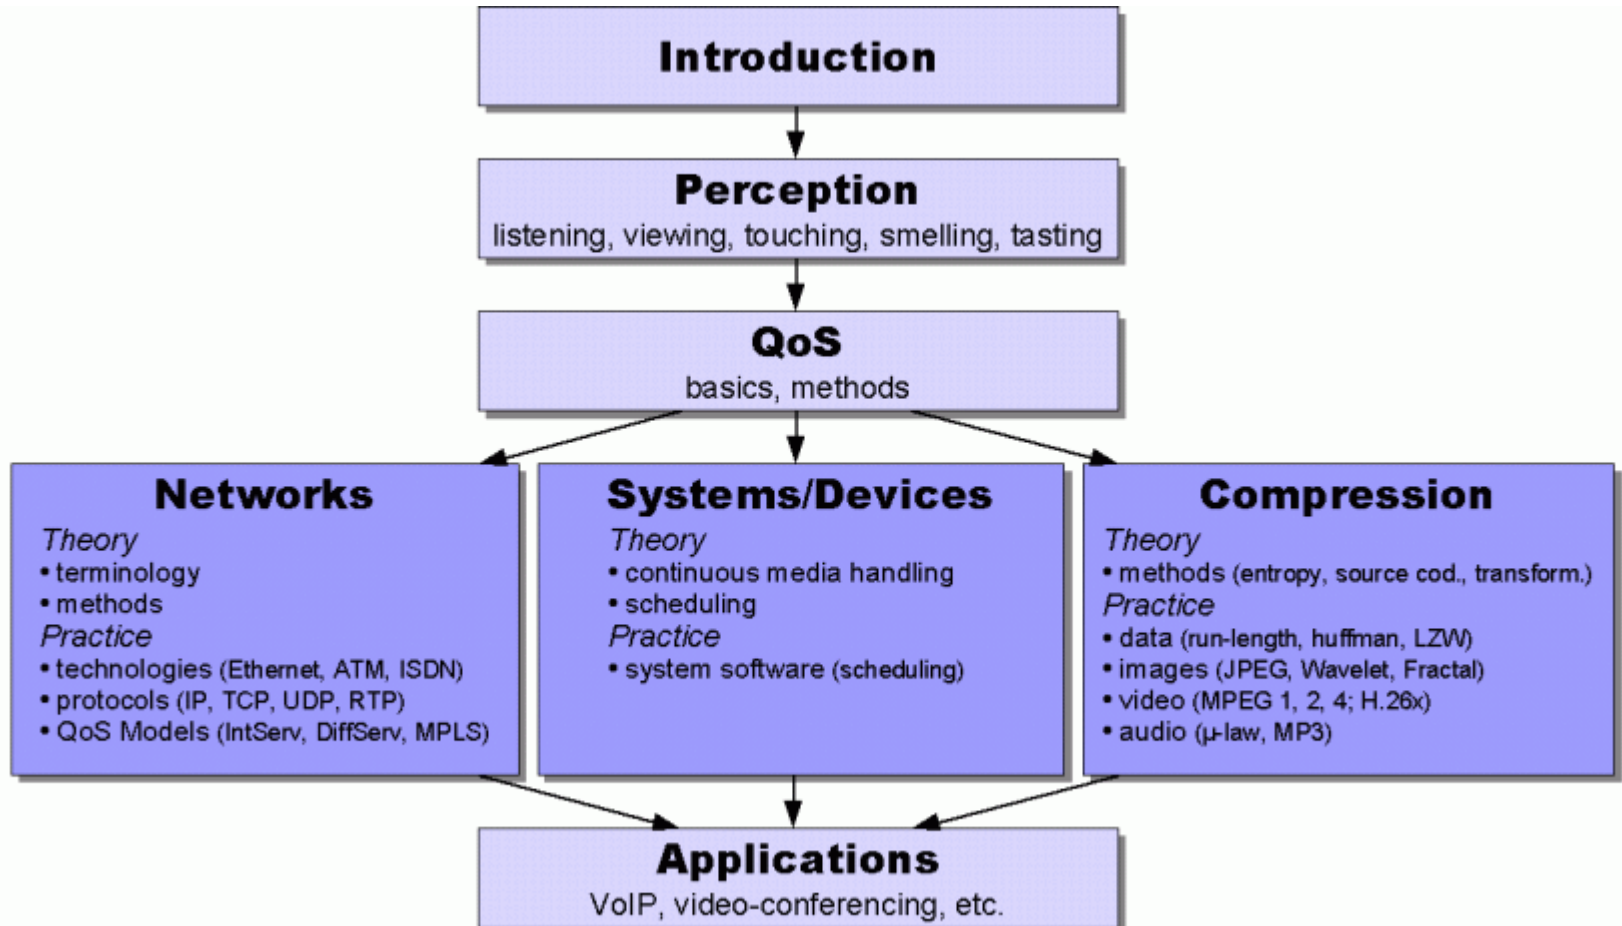 Introduction
Perception
listening, viewing, touching, smelling, tasting
QoS
basics, methods
Networks
Theory
• terminology
• methods
Practice
• technologies (Ethernet, ATM, ISDN)
• protocols (IP, TCP, UDP, RTP)
• QoS Models (IntServ, DiffServ, MPLS)
Systems/Devices
Theory
• continuous media handling
• scheduling
Practice
• system software (scheduling)
Compression
Theory
• methods (entropy, source cod., transform.)
Practice
• data (run-length, huffman, LZW)
• images (JPEG, Wavelet, Fractal)
• video (MPEG 1, 2, 4; H.26x)
• audio (μ-law, MP3)
Applications
VoIP, video-conferencing, etc.